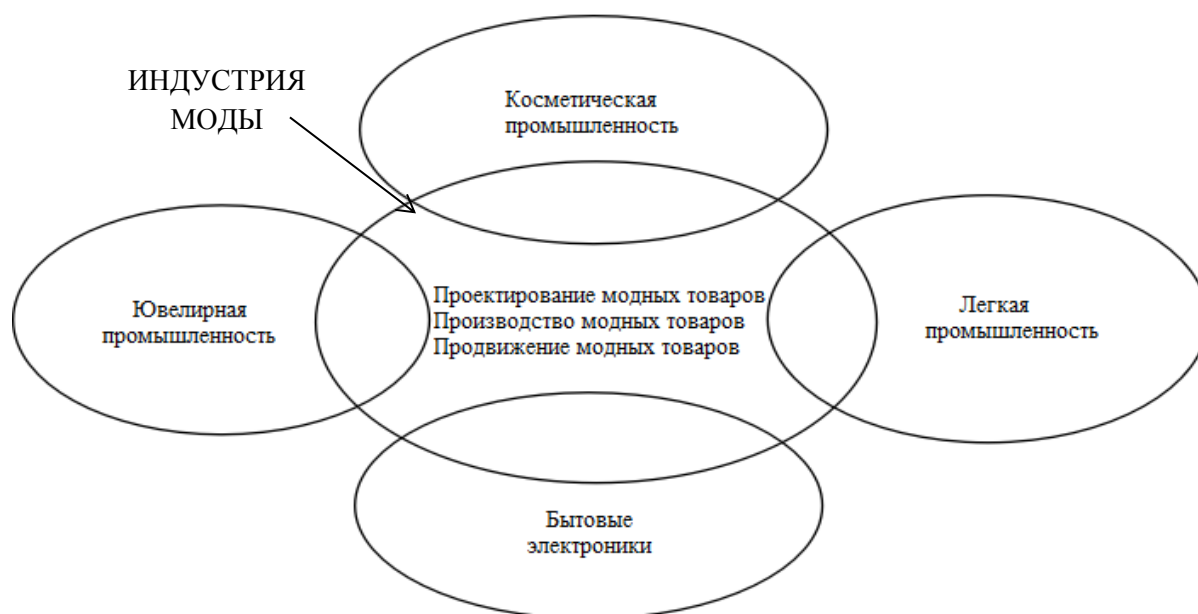 ИНДУСТРИЯ
МОДЫ
Косметическая
промышленность
Ювелирная
промышленность
Проектирование модных товаров
Производство модных товаров
Продвижение модных товаров
Легкая
промышленность
Бытовые
электроники